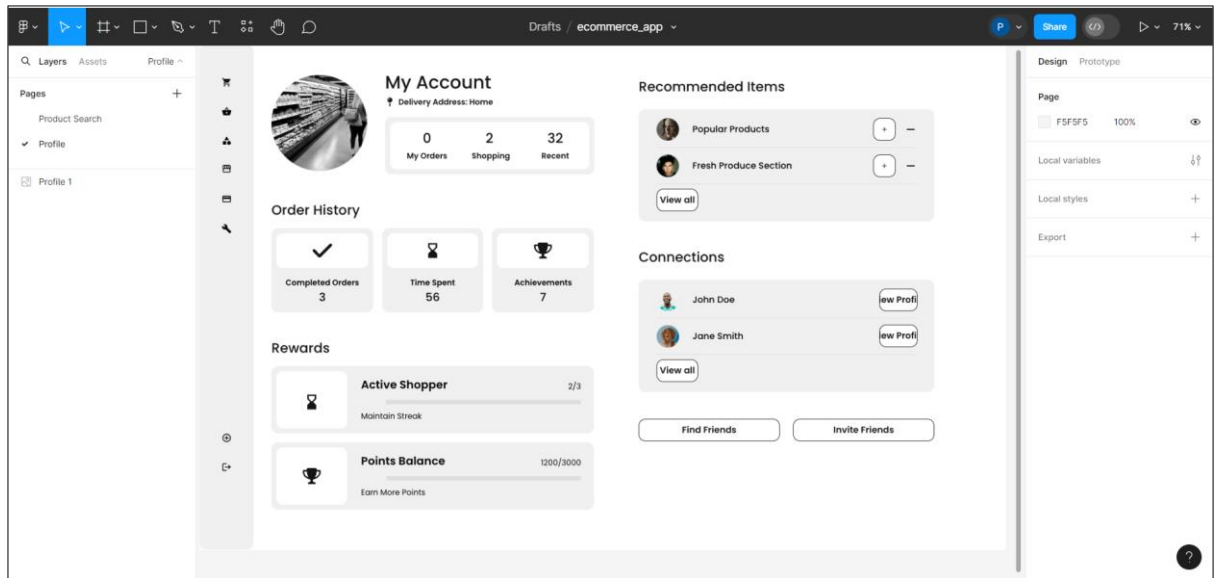 Drafts / ecommerce_app
P
Share
71%
Layers Assets Profile
Pages
Product Search
Profile
Profile 1
My Account
Delivery Address: Home
0 2 32
My Orders Shopping Recent
Order History
Completed Orders Time Spent Achievements
3 56 7
Rewards
Active Shopper 2/3
Maintain Streak
Points Balance 1200/3000
Earn More Points
Recommended Items
Popular Products
Fresh Produce Section
View all
Connections
John Doe ew Profi
Jane Smith ew Profi
View all
Find Friends Invite Friends
Design Prototype
Page
F5F5F5 100%
Local variables
Local styles
Export
?